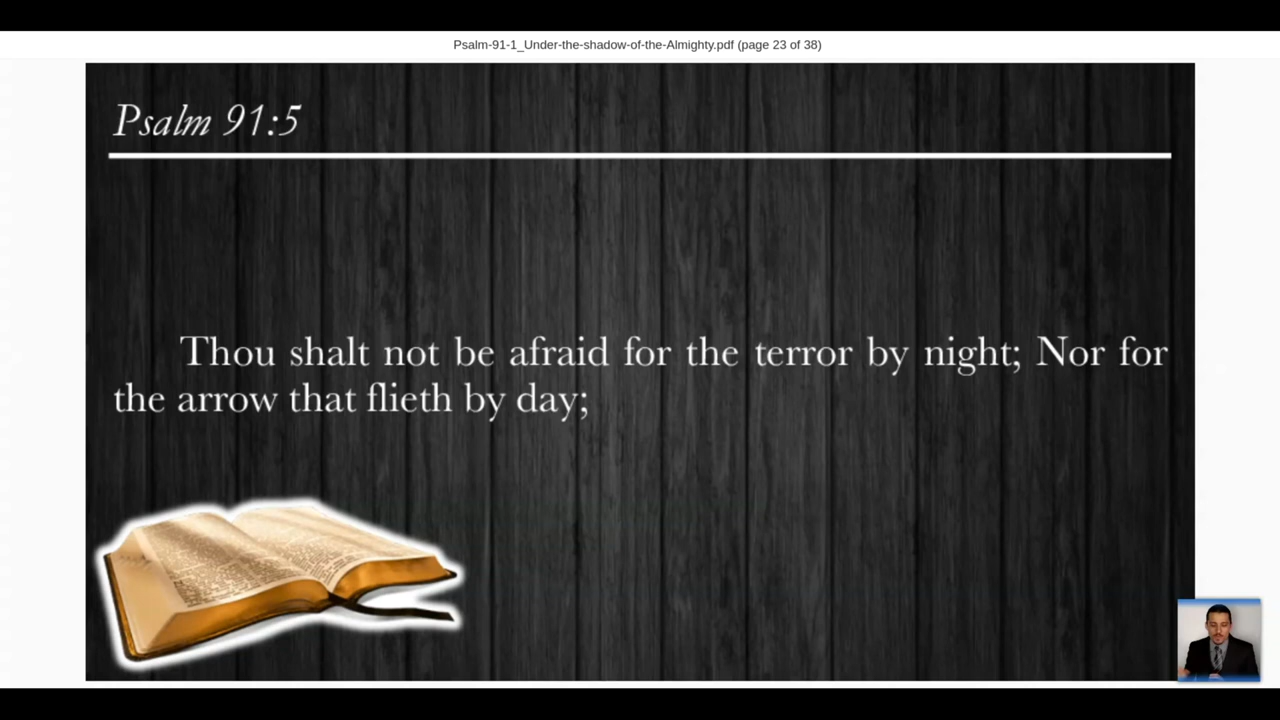 Psalm-91-1_Under-the-shadow-of-the-Almighty.pdf (page 23 of 38)
Psalm 91:5
Thou shalt not be afraid for the terror by night; Nor for
the arrow that flieth by day;